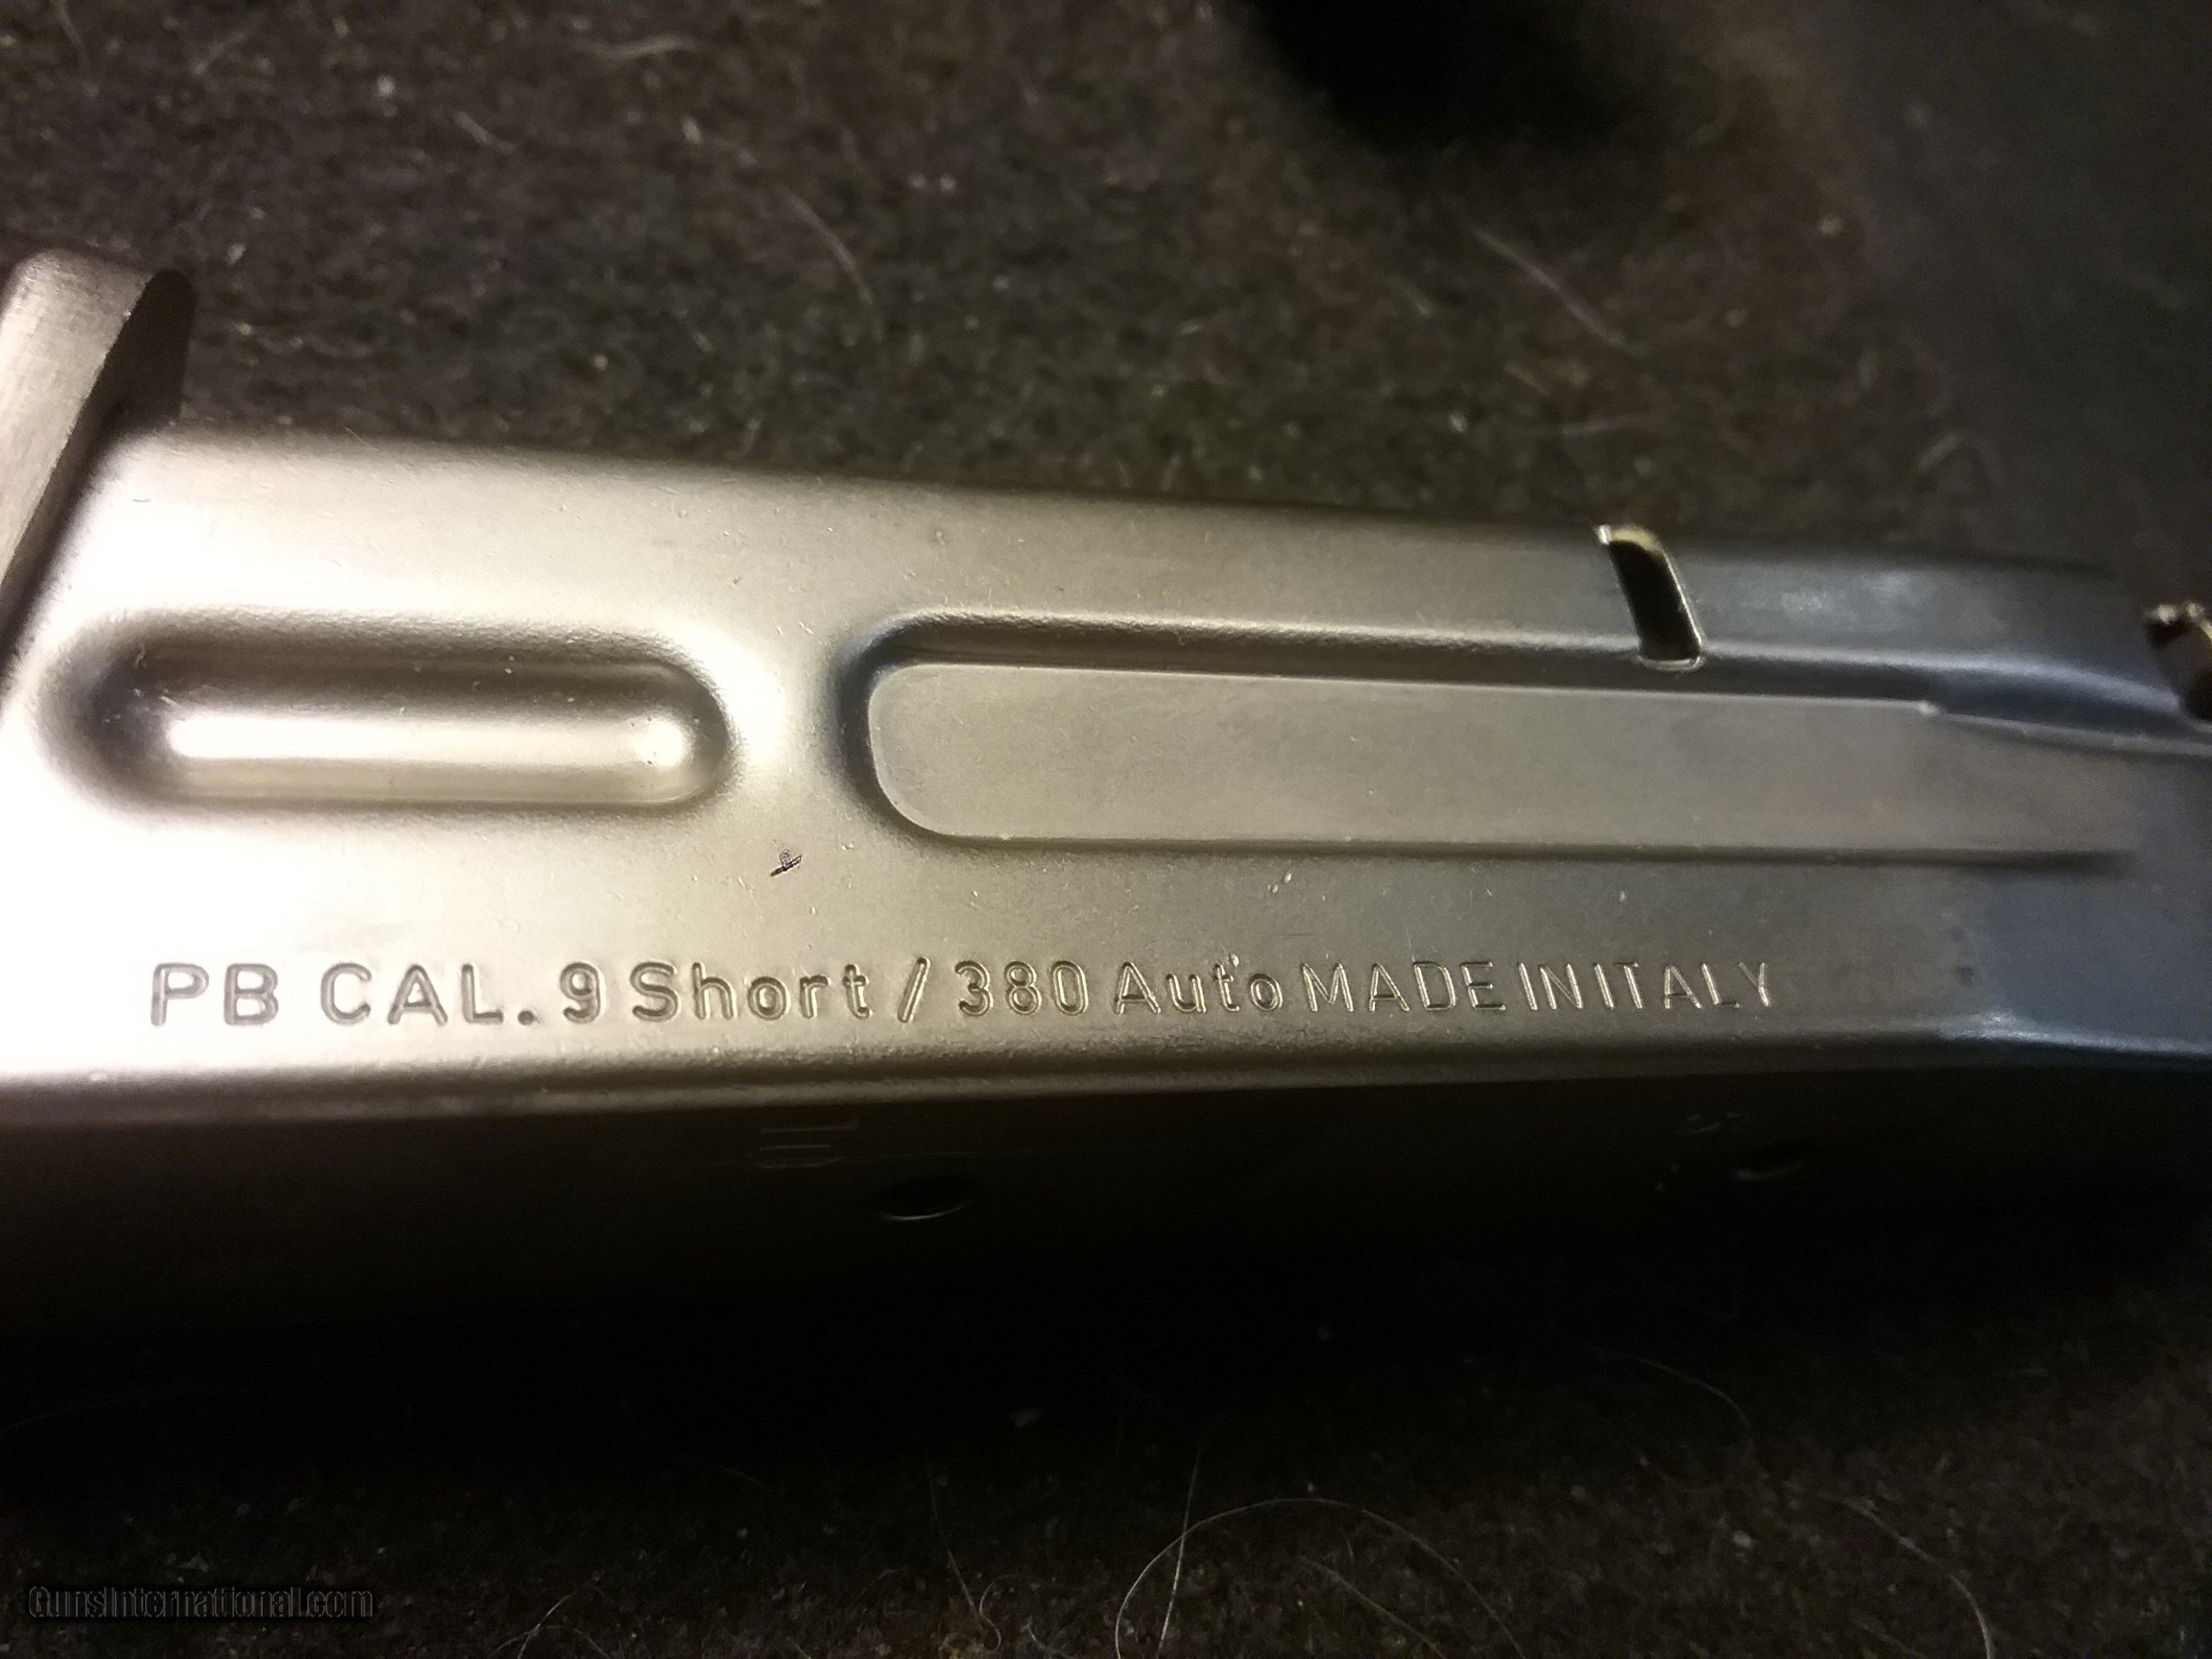 PB CAL. 9 Short / 380 Auto MADE IN ITALY
GunsInternational.com